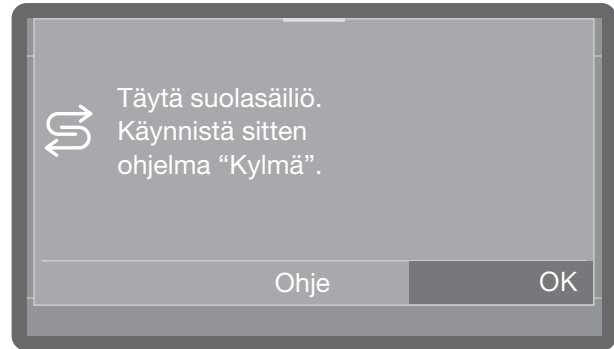 Täytä suolasäiliö.
Käynnistä sitten
ohjelma “Kylmä”.
Ohje
OK